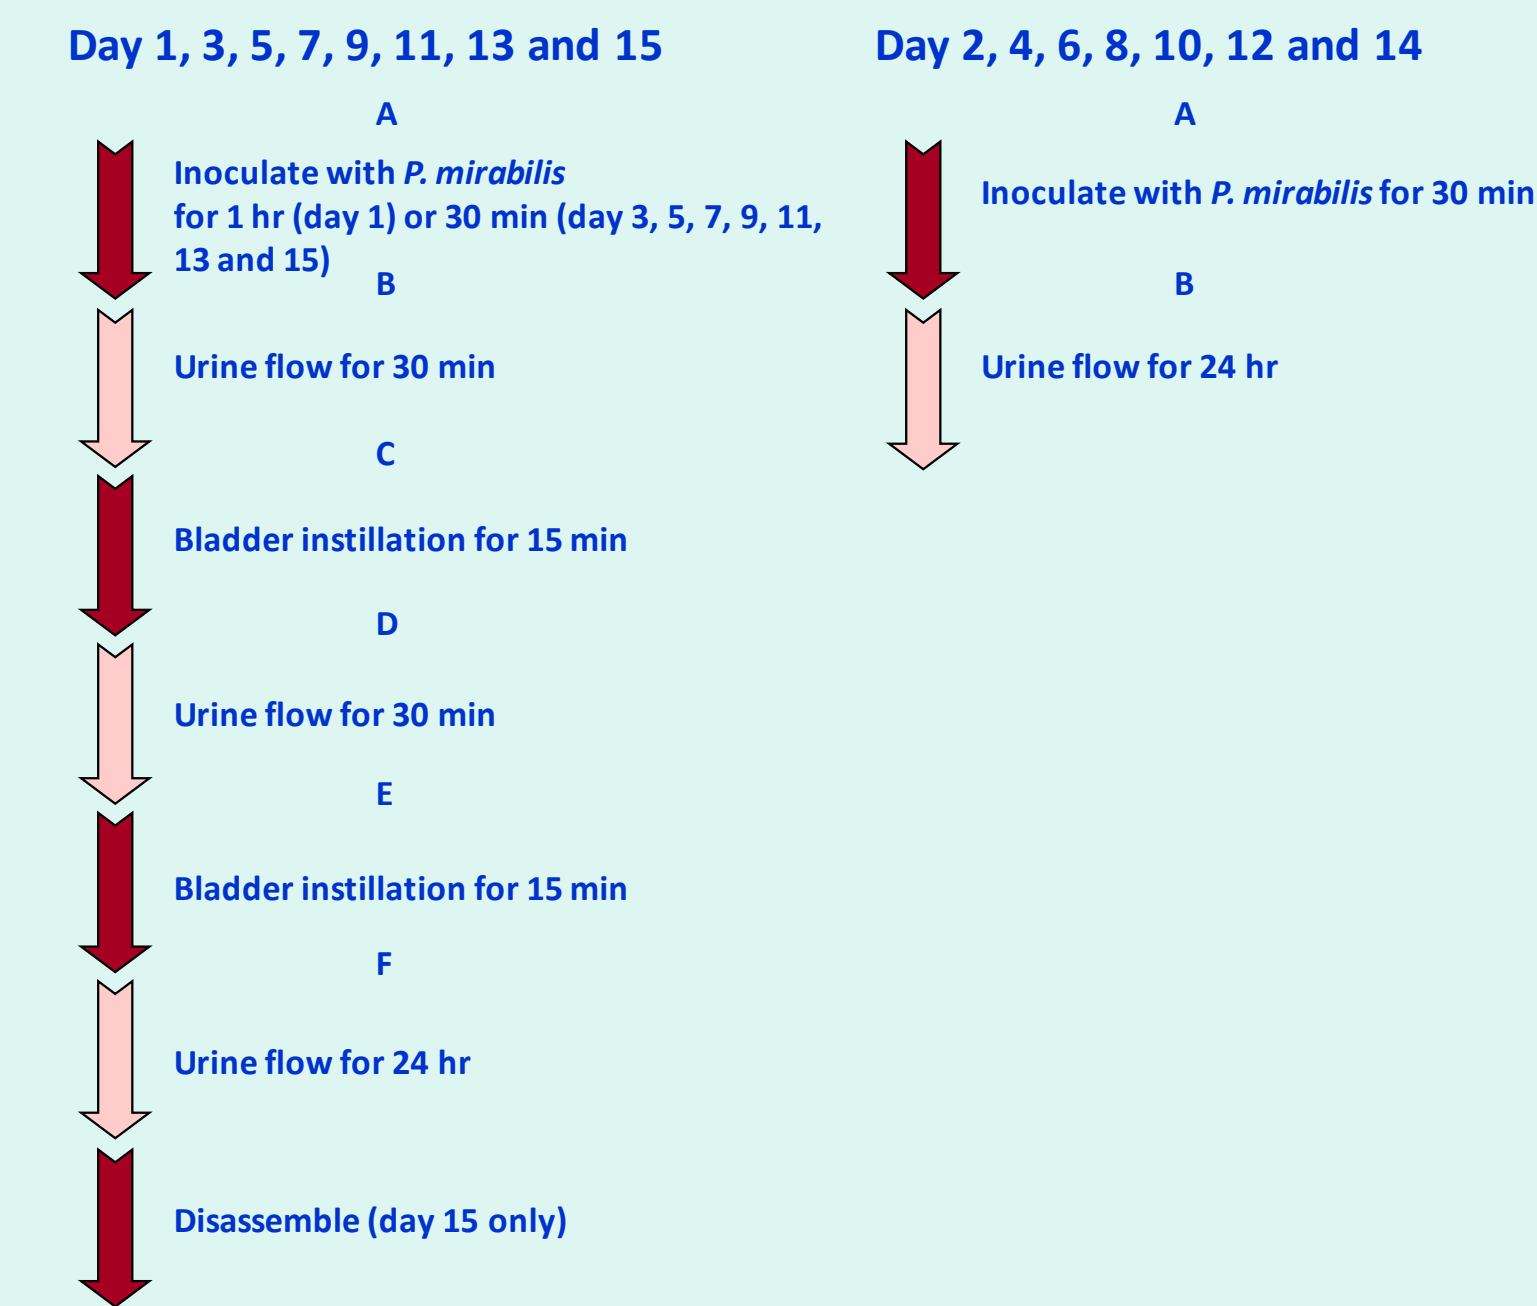 Day 1, 3, 5, 7, 9, 11, 13 and 15
A
Inoculate with P. mirabilis
for 1 hr (day 1) or 30 min (day 3, 5, 7, 9, 11,
13 and 15)
B
Urine flow for 30 min
C
Bladder instillation for 15 min
D
Urine flow for 30 min
E
Bladder instillation for 15 min
F
Urine flow for 24 hr
Disassemble (day 15 only)
Day 2, 4, 6, 8, 10, 12 and 14
A
Inoculate with P. mirabilis for 30 min
B
Urine flow for 24 hr